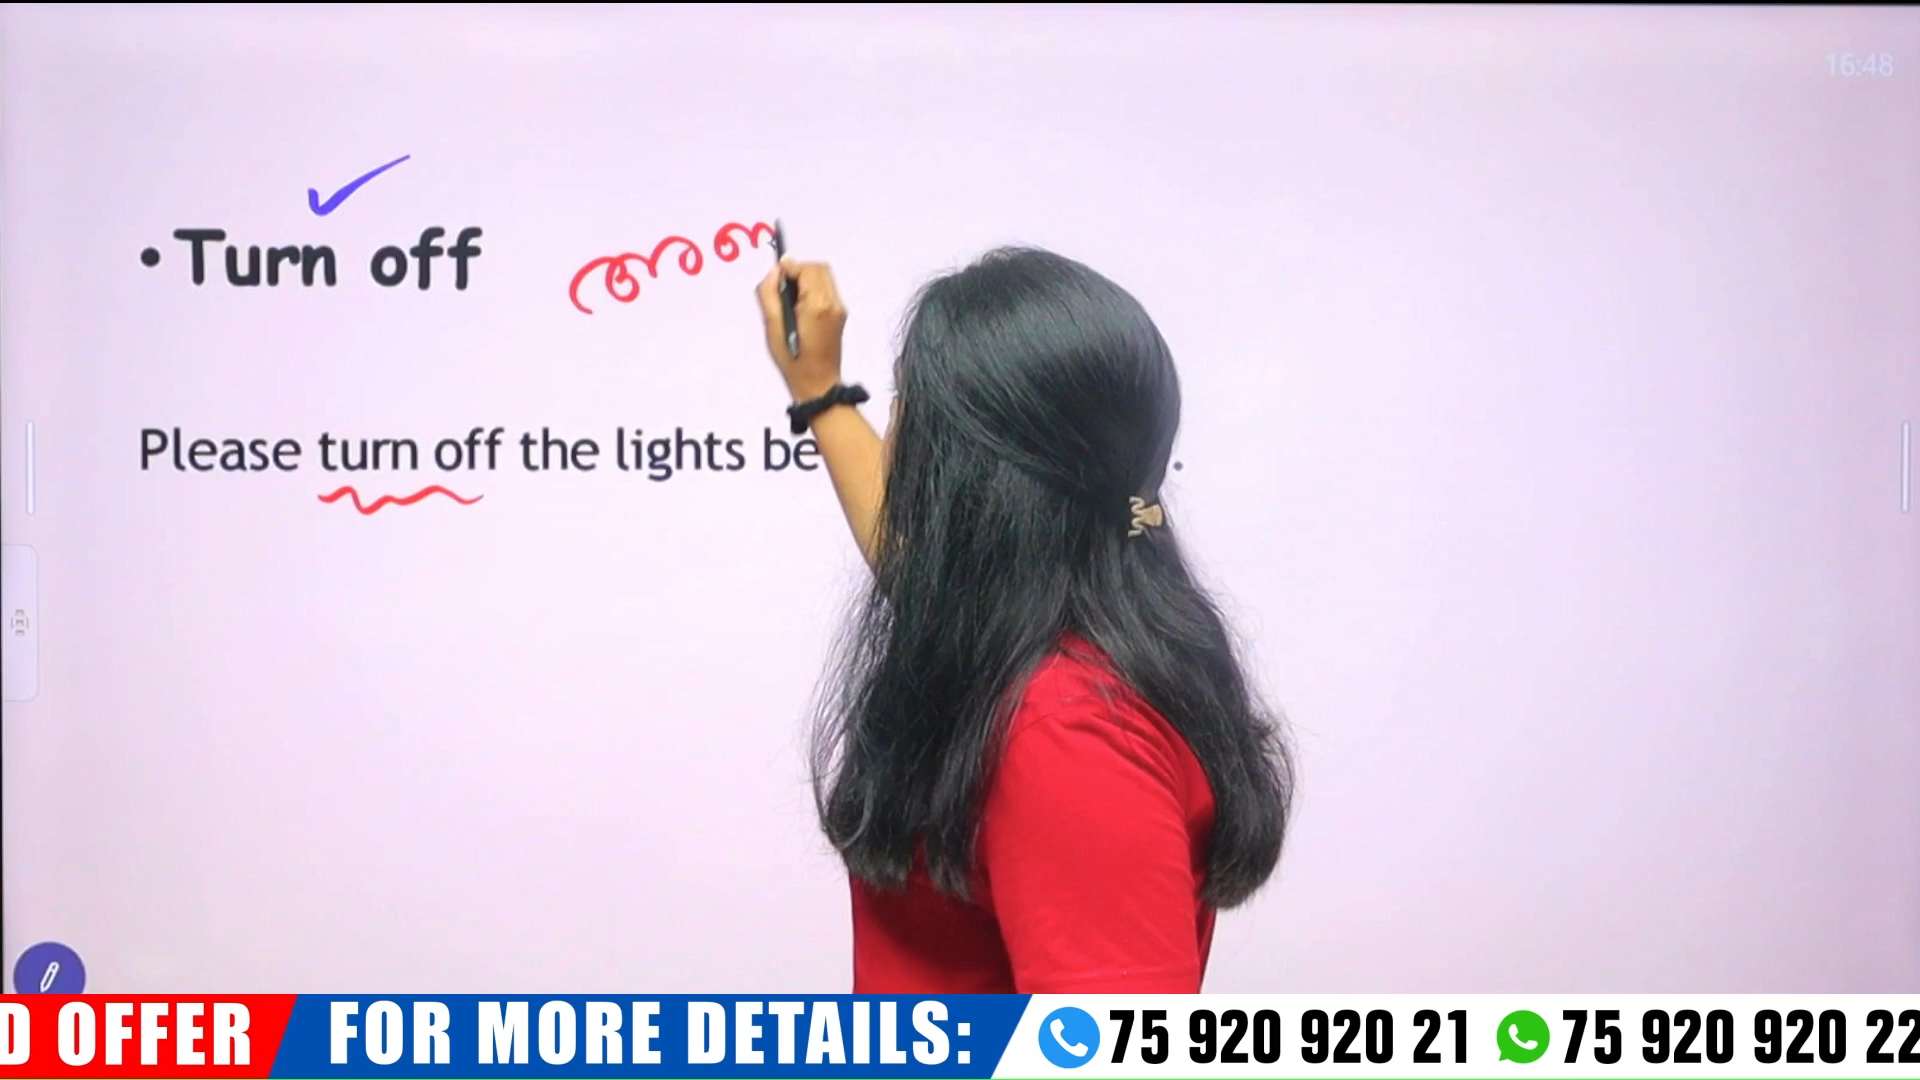 16:48
• Turn off അണ
Please turn off the lights be .
D OFFER FOR MORE DETAILS: 75 920 920 21 75 920 920 22